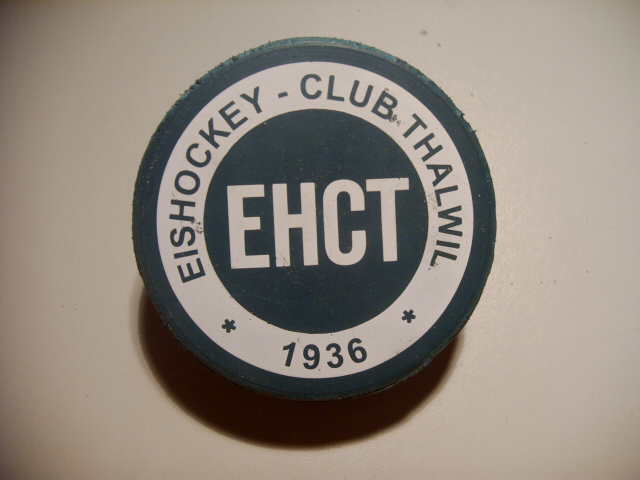 EISHOCKEY - CLUB THALWIL
EHCT
* 1936 *